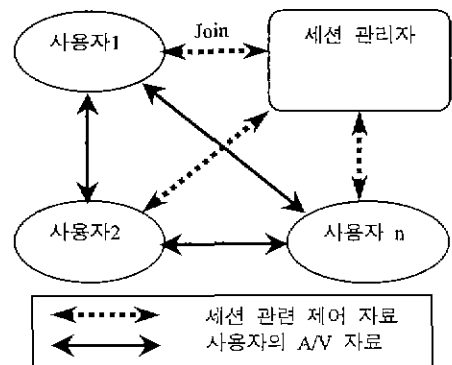 사용자1
Join
세션 관리자
사용자2
사용자 n
세션 관련 제어 자료
사용자의 A/V 자료